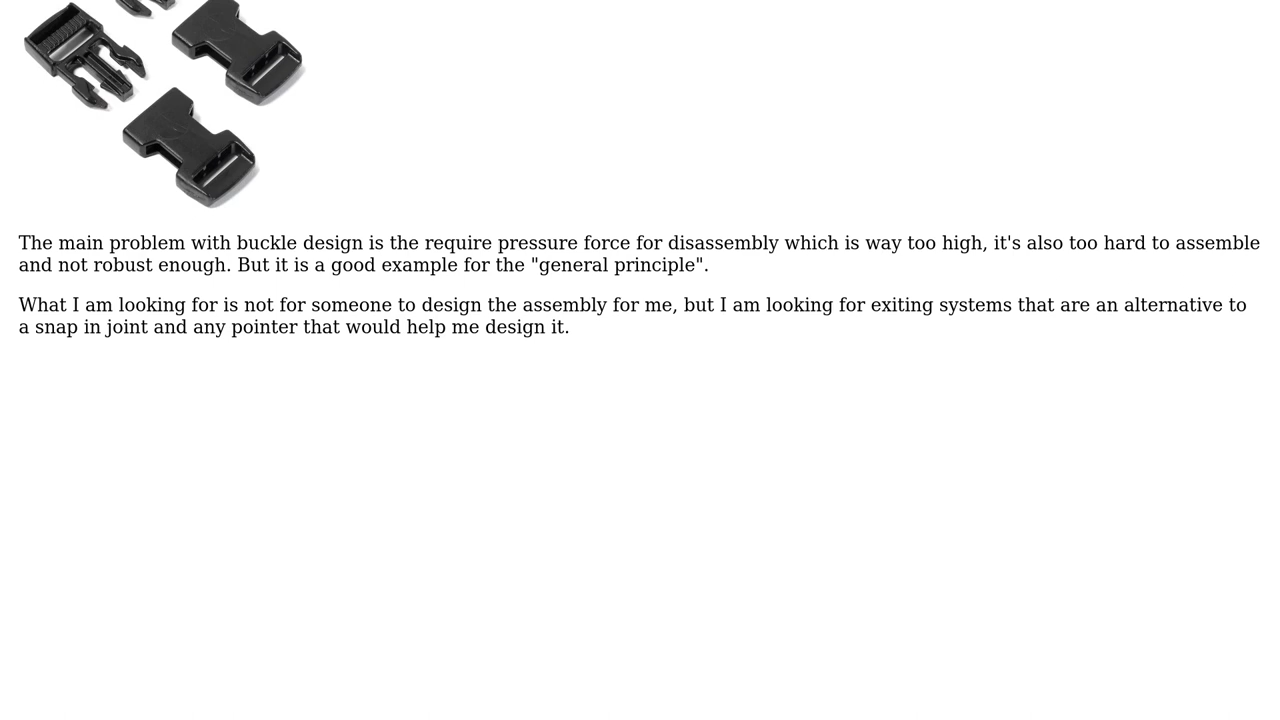 The main problem with buckle design is the require pressure force for disassembly which is way too high, it's also too hard to assemble
and not robust enough. But it is a good example for the "general principle".
What I am looking for is not for someone to design the assembly for me, but I am looking for exiting systems that are an alternative to
a snap in joint and any pointer that would help me design it.